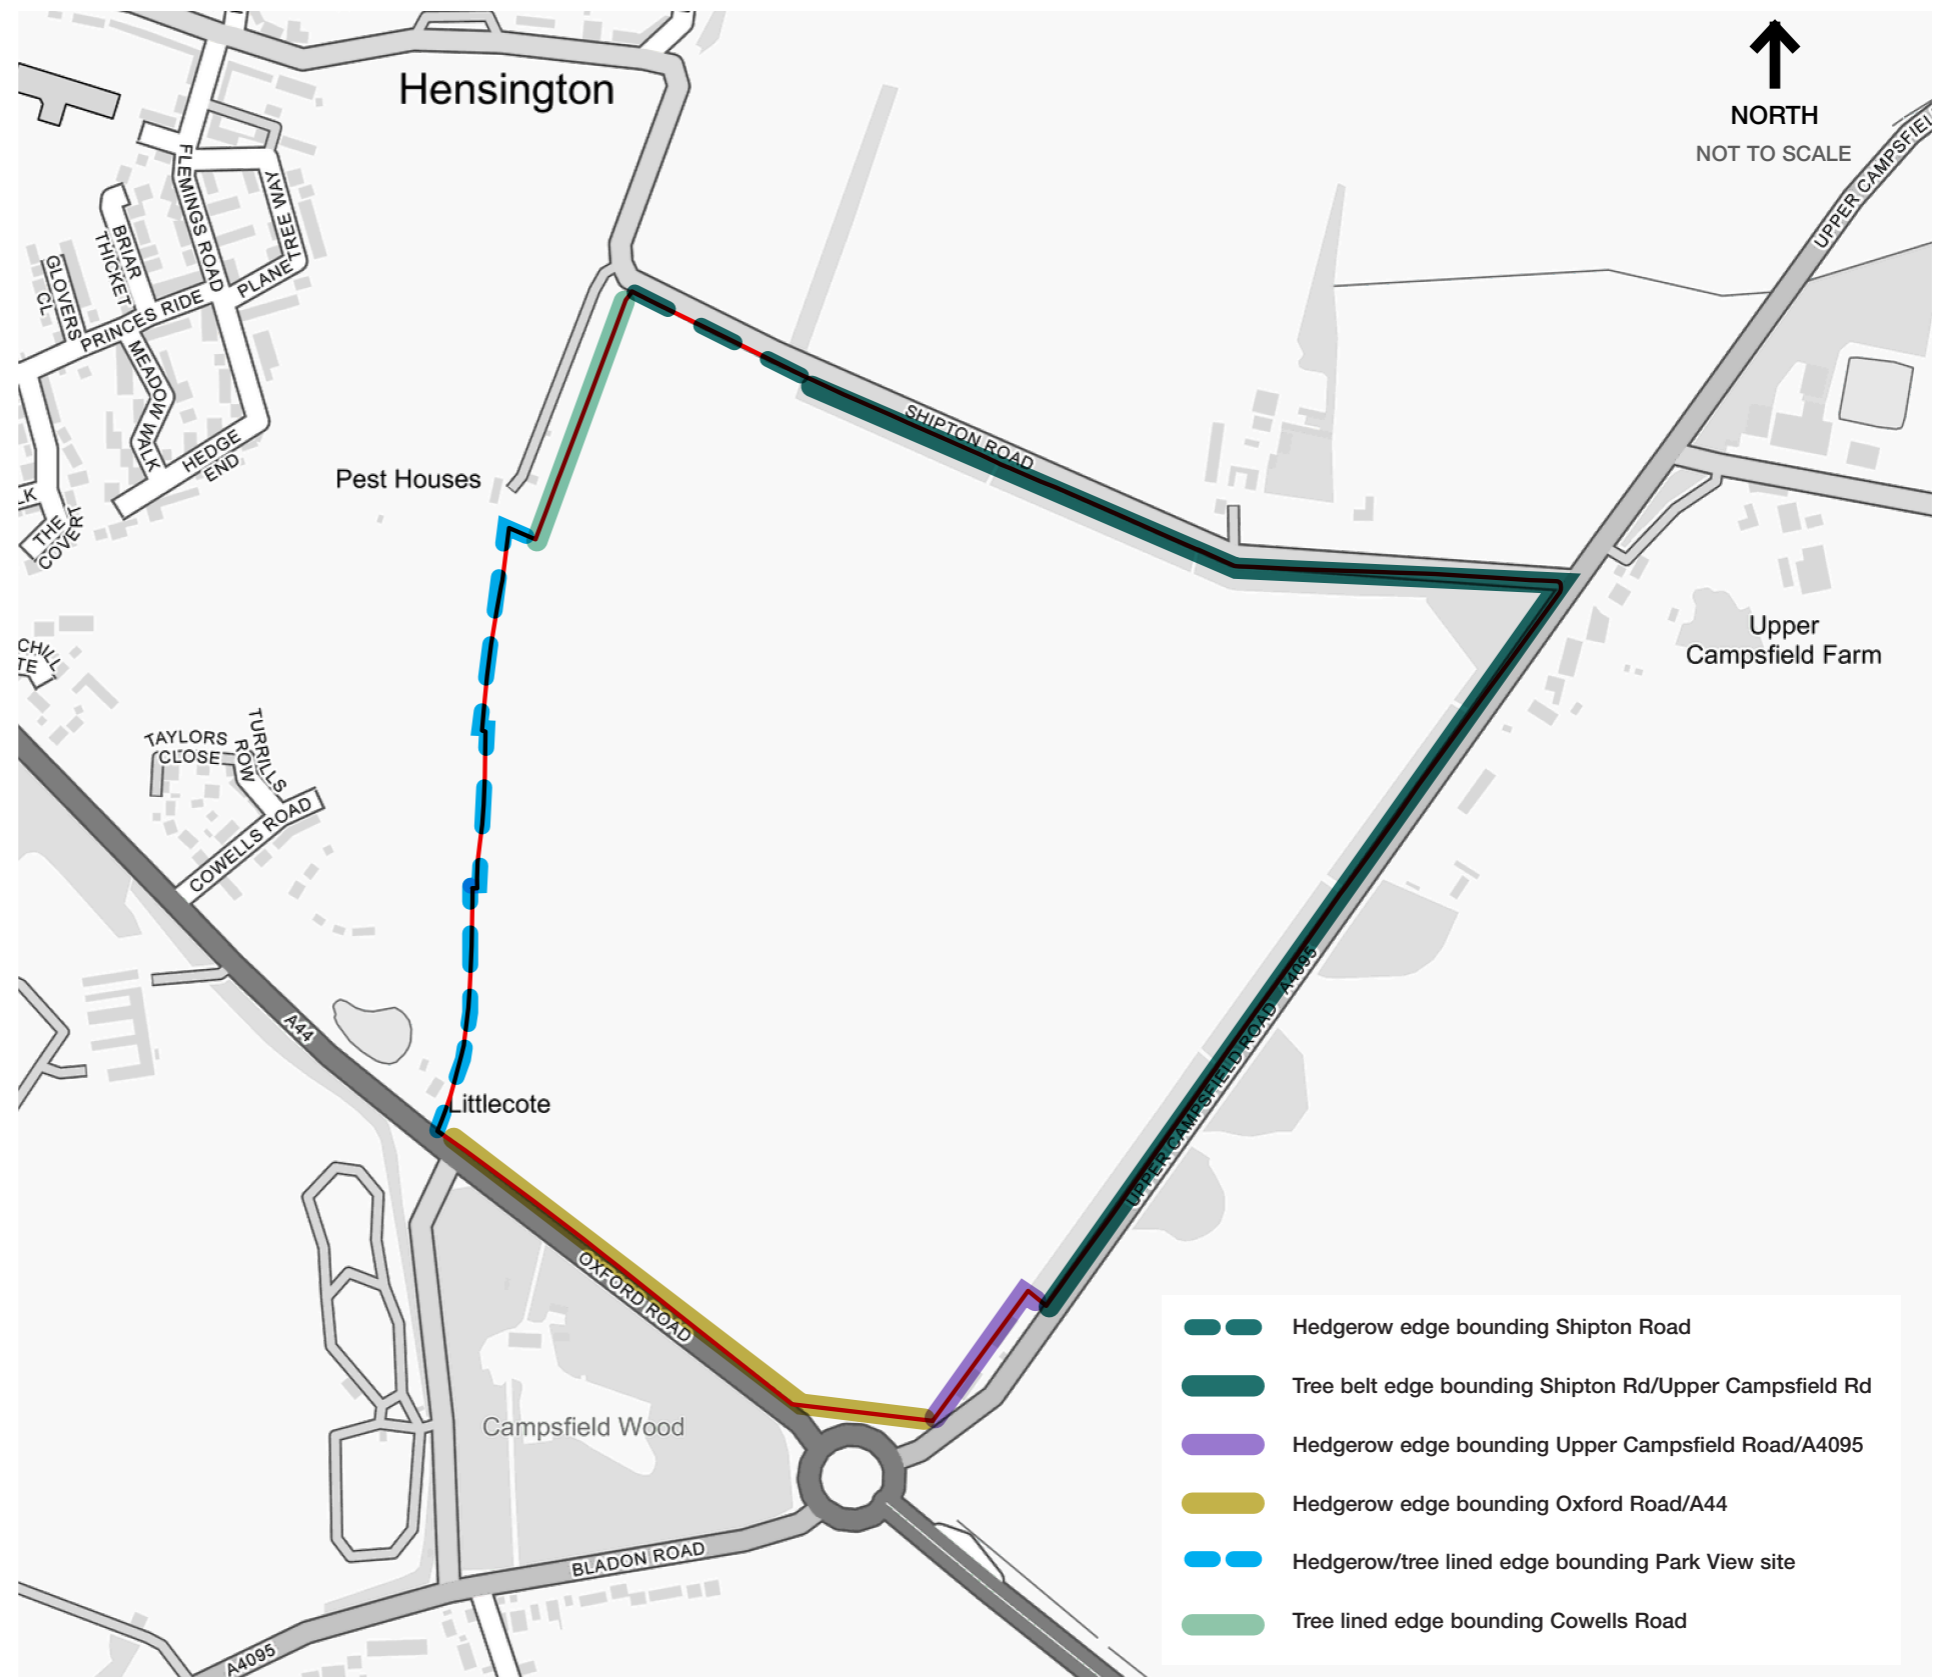 Hensington
NORTH
NOT TO SCALE
UPPER CAMPSFIEL
FLEMINGS ROAD
PLANE TREE WAY
BRIAR
THICKET
GLOVERS
CL
PRINCES RIDE
MEADOW WALK
HEDGE
END
LK
THE
COVERT
SHIPTON ROAD
Pest Houses
Upper
Campsfield Farm
CHILL
TE
TAYLORS
CLOSE
TURRILLS
ROW
COWELLS ROAD
A44
Littlecote
UPPER CAMPSFIELD ROAD A4095
OXFORD ROAD
Campsfield Wood
BLADON ROAD
A4095
Hedgerow edge bounding Shipton Road
Tree belt edge bounding Shipton Rd/Upper Campsfield Rd
Hedgerow edge bounding Upper Campsfield Road/A4095
Hedgerow edge bounding Oxford Road/A44
Hedgerow/tree lined edge bounding Park View site
Tree lined edge bounding Cowells Road